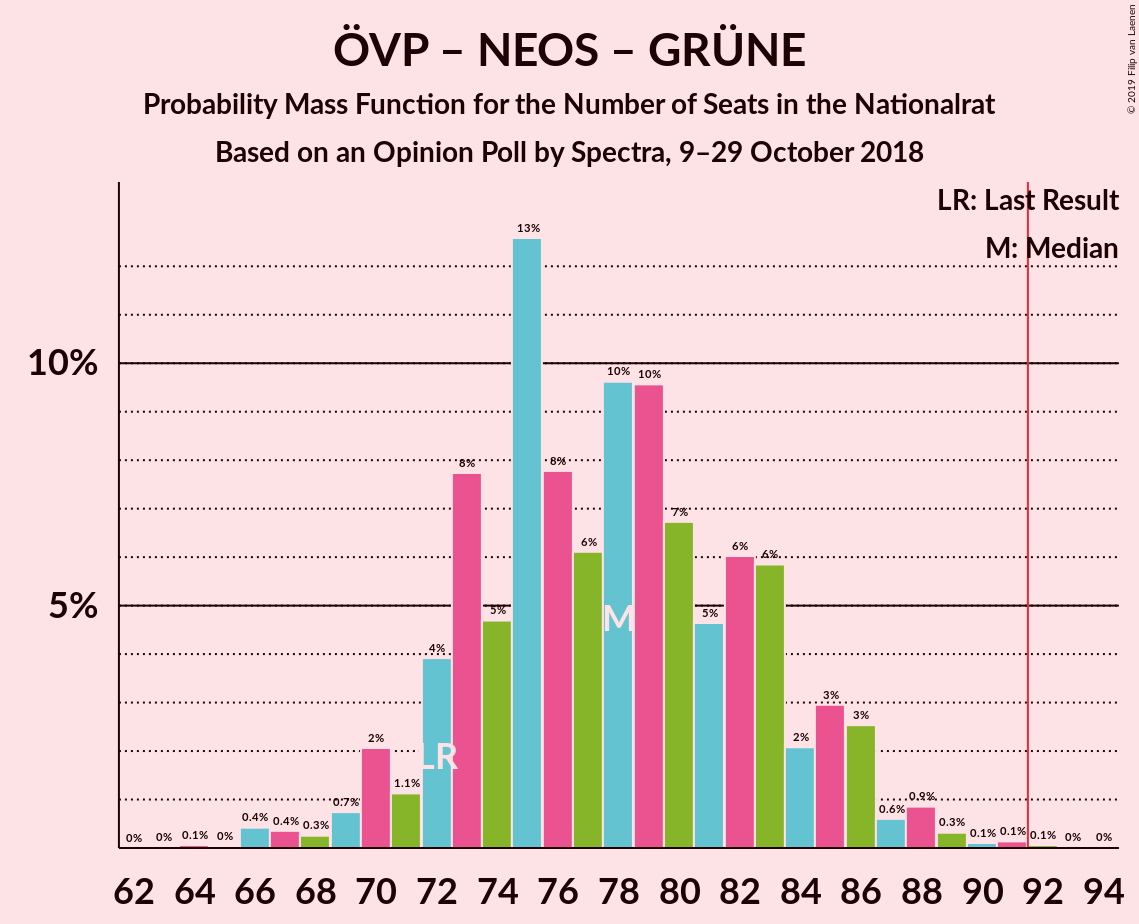 ÖVP – NEOS – GRÜNE
Probability Mass Function for the Number of Seats in the Nationalrat
Based on an Opinion Poll by Spectra, 9–29 October 2018
© 2019 Filip van Laenen
LR: Last Result
M: Median
10%
5%
0% 0% 0.1% 0% 0.4% 0.4% 0.3% 0.7% 2% 1.1% 4% 8% 5% 13% 8% 6% 10% 10% 7% 5% 6% 6% 2% 3% 3% 0.6% 0.9% 0.3% 0.1% 0.1% 0.1% 0% 0%
LR
M
62 64 66 68 70 72 74 76 78 80 82 84 86 88 90 92 94